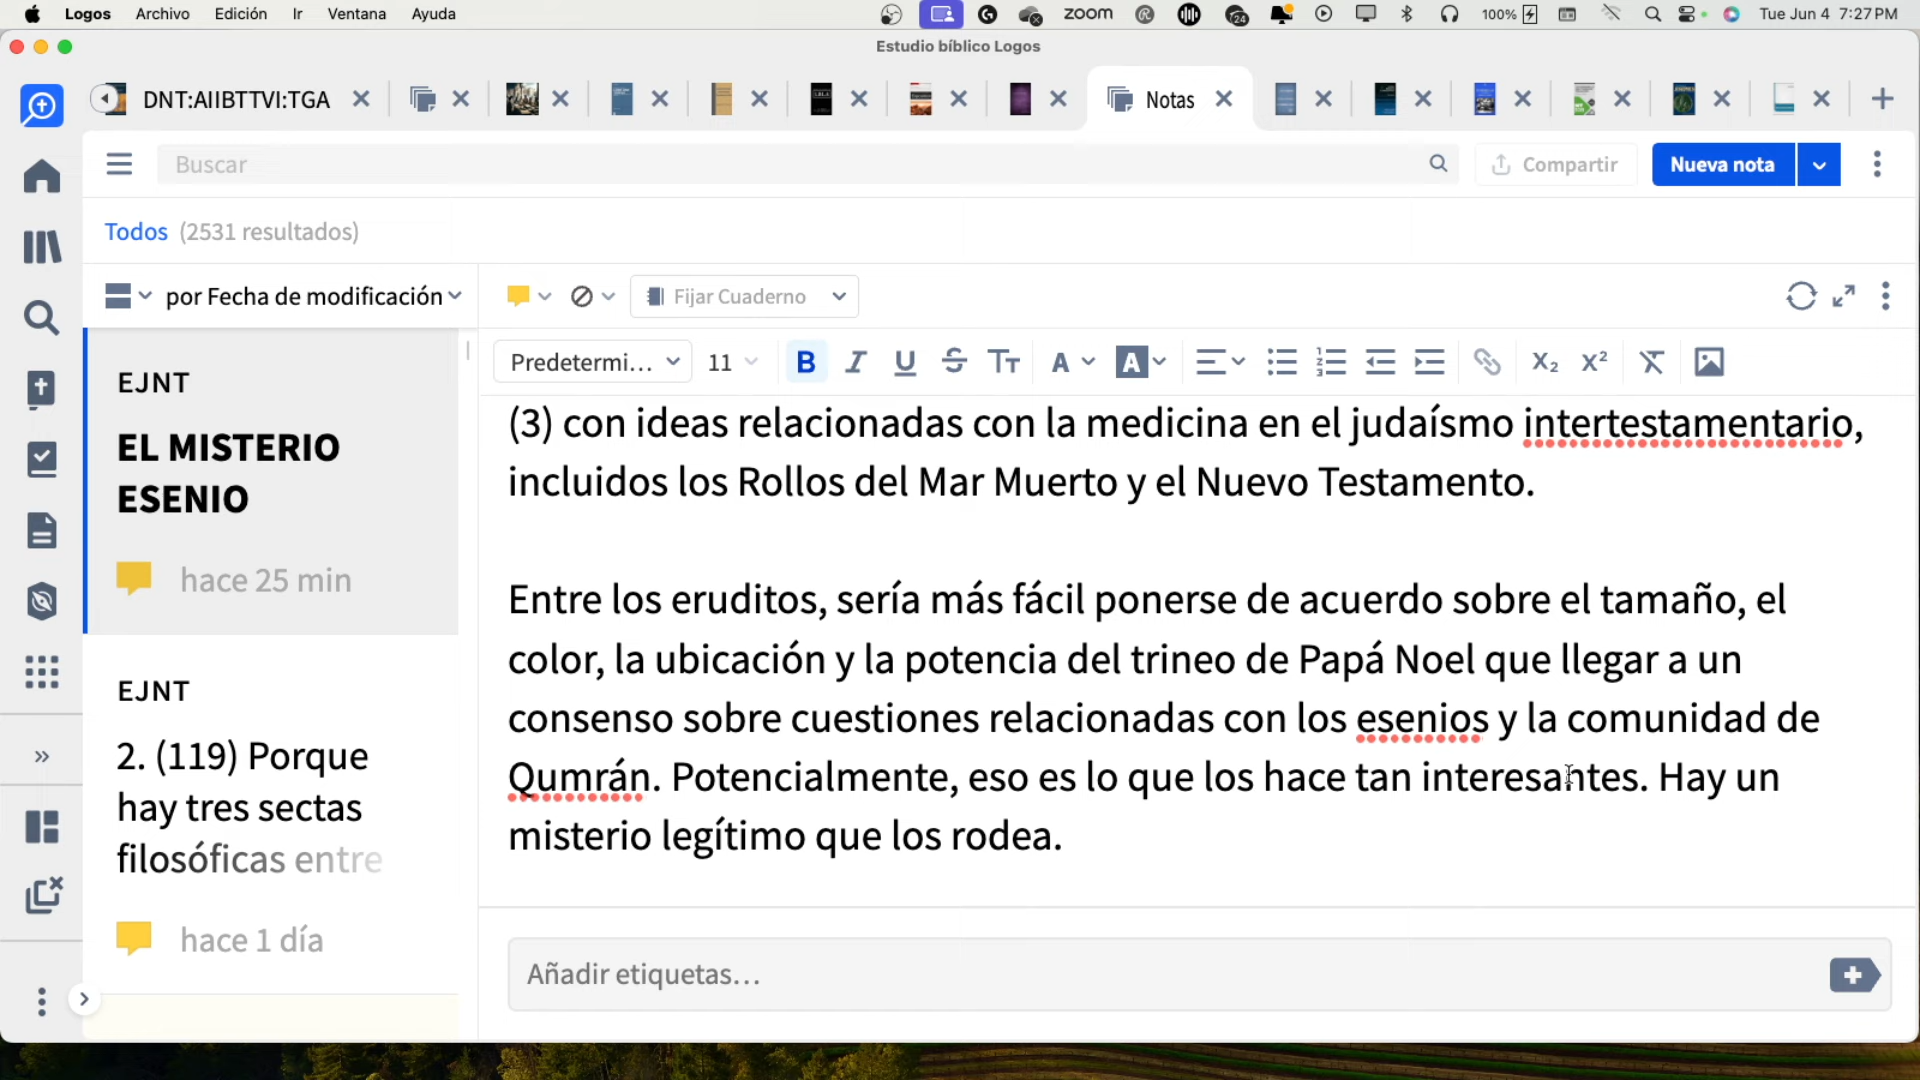 Logos Archivo Edición Ir Ventana Ayuda zoom 24 100% Tue Jun 4 7:27 PM
Estudio bíblico Logos
DNT:AIIBTTVI:TGA Notas
Buscar Compartir Nueva nota
Todos (2531 resultados)
por Fecha de modificación Fijar Cuaderno
Predetermi... 11 B I U S Tт A A X₂ X²
EJNT
EL MISTERIO
ESENIO
hace 25 min
EJNT
2. (119) Porque
hay tres sectas
filosóficas entre
hace 1 día
(3) con ideas relacionadas con la medicina en el judaísmo intertestamentario,
incluidos los Rollos del Mar Muerto y el Nuevo Testamento.
Entre los eruditos, sería más fácil ponerse de acuerdo sobre el tamaño, el
color, la ubicación y la potencia del trineo de Papá Noel que llegar a un
consenso sobre cuestiones relacionadas con los esenios y la comunidad de
Qumrán. Potencialmente, eso es lo que los hace tan interesantes. Hay un
misterio legítimo que los rodea.
Añadir etiquetas...